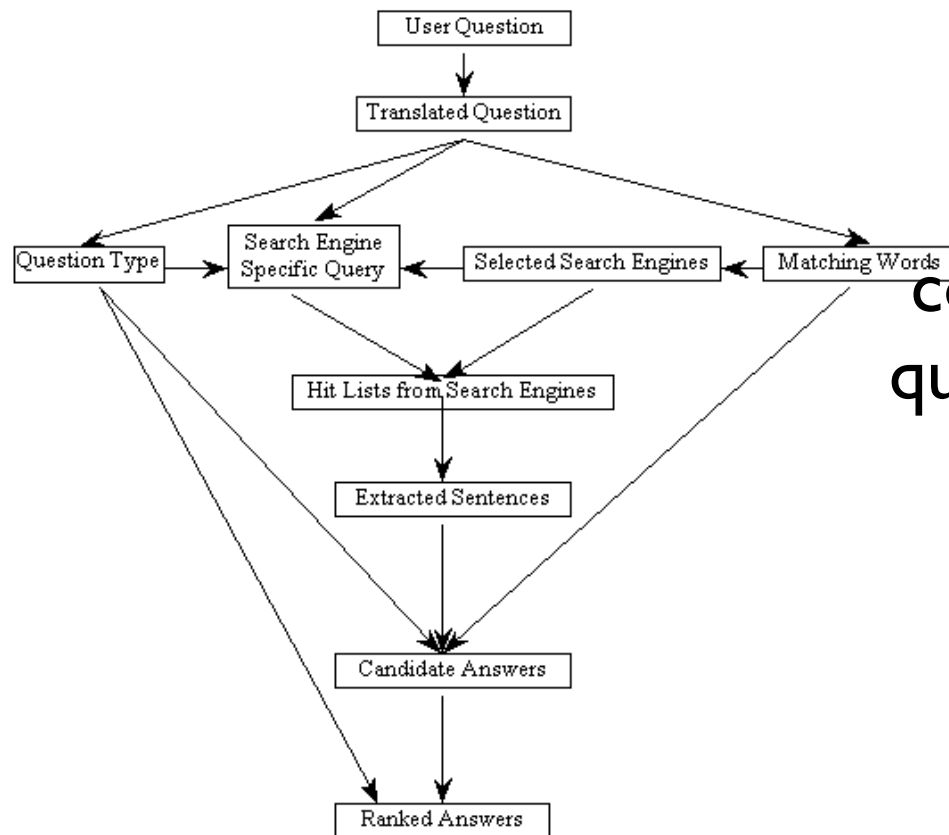 User Question
Translated Question
Question Type
Search Engine
Specific Query
Selected Search Engines
Matching Words
Hit Lists from Search Engines
Extracted Sentences
Candidate Answers
Ranked Answers